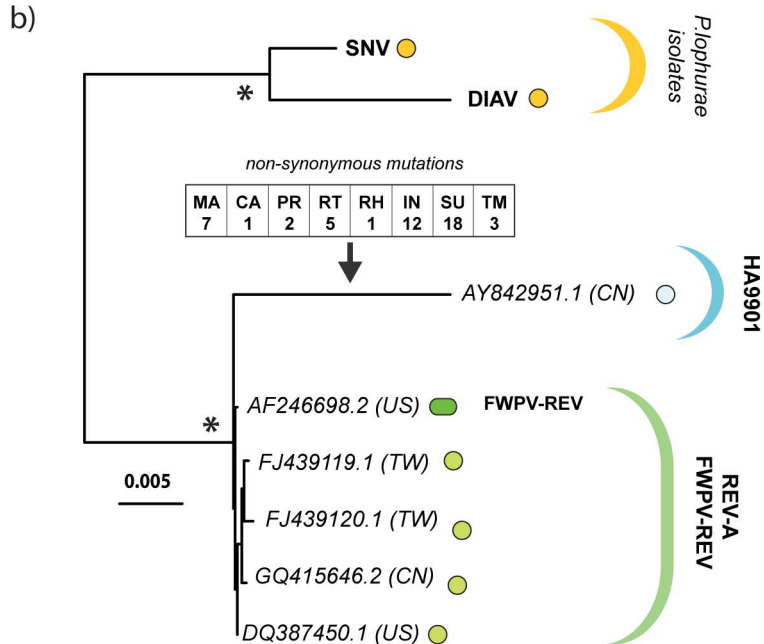 b)
SNV
DIAV
P.lophurae
isolates
non-synonymous mutations
MA CA PR RT RH IN SU TM
7 1 2 5 1 12 18 3
AY842951.1 (CN)
HA9901
*
*
AF246698.2 (US) FWPV-REV
FJ439119.1 (TW)
FJ439120.1 (TW)
GQ415646.2 (CN)
DQ387450.1 (US)
REV-A
FWPV-REV
0.005